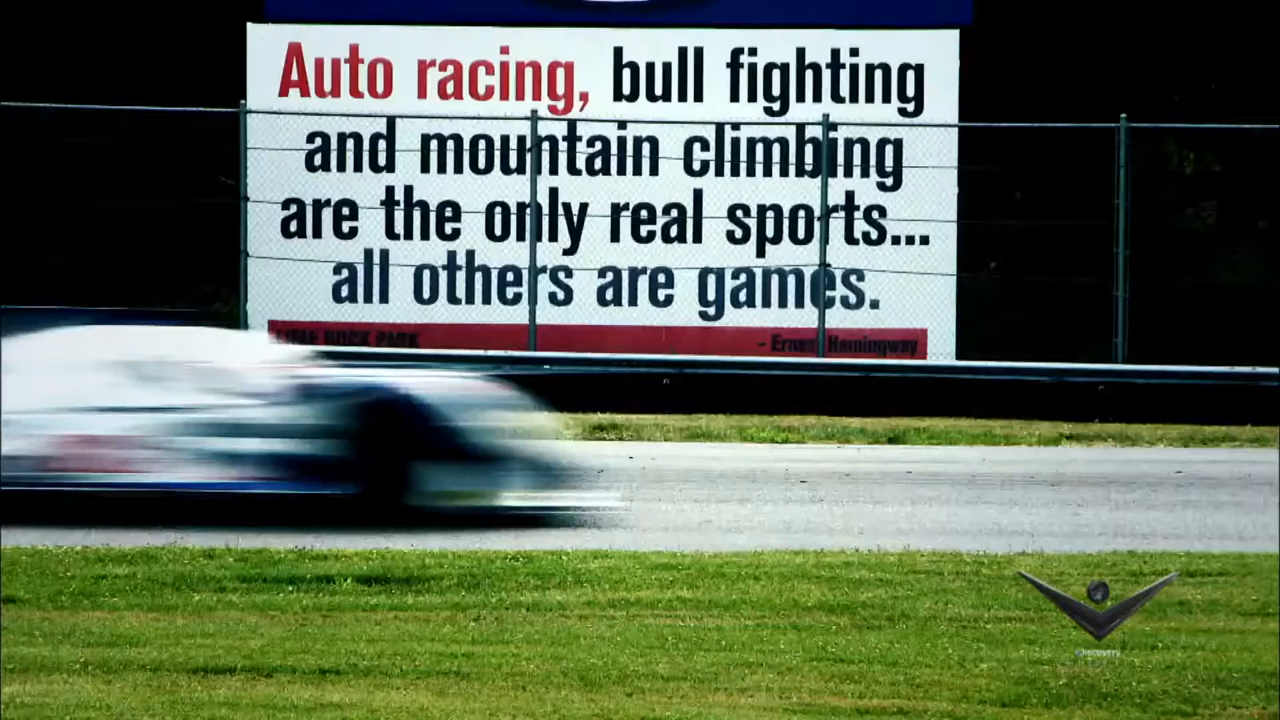 Auto racing, bull fighting
and mountain climbing
are the only real sports...
all others are games.
LIME ROCK PARK
- Ernest Hemingway
Discovery